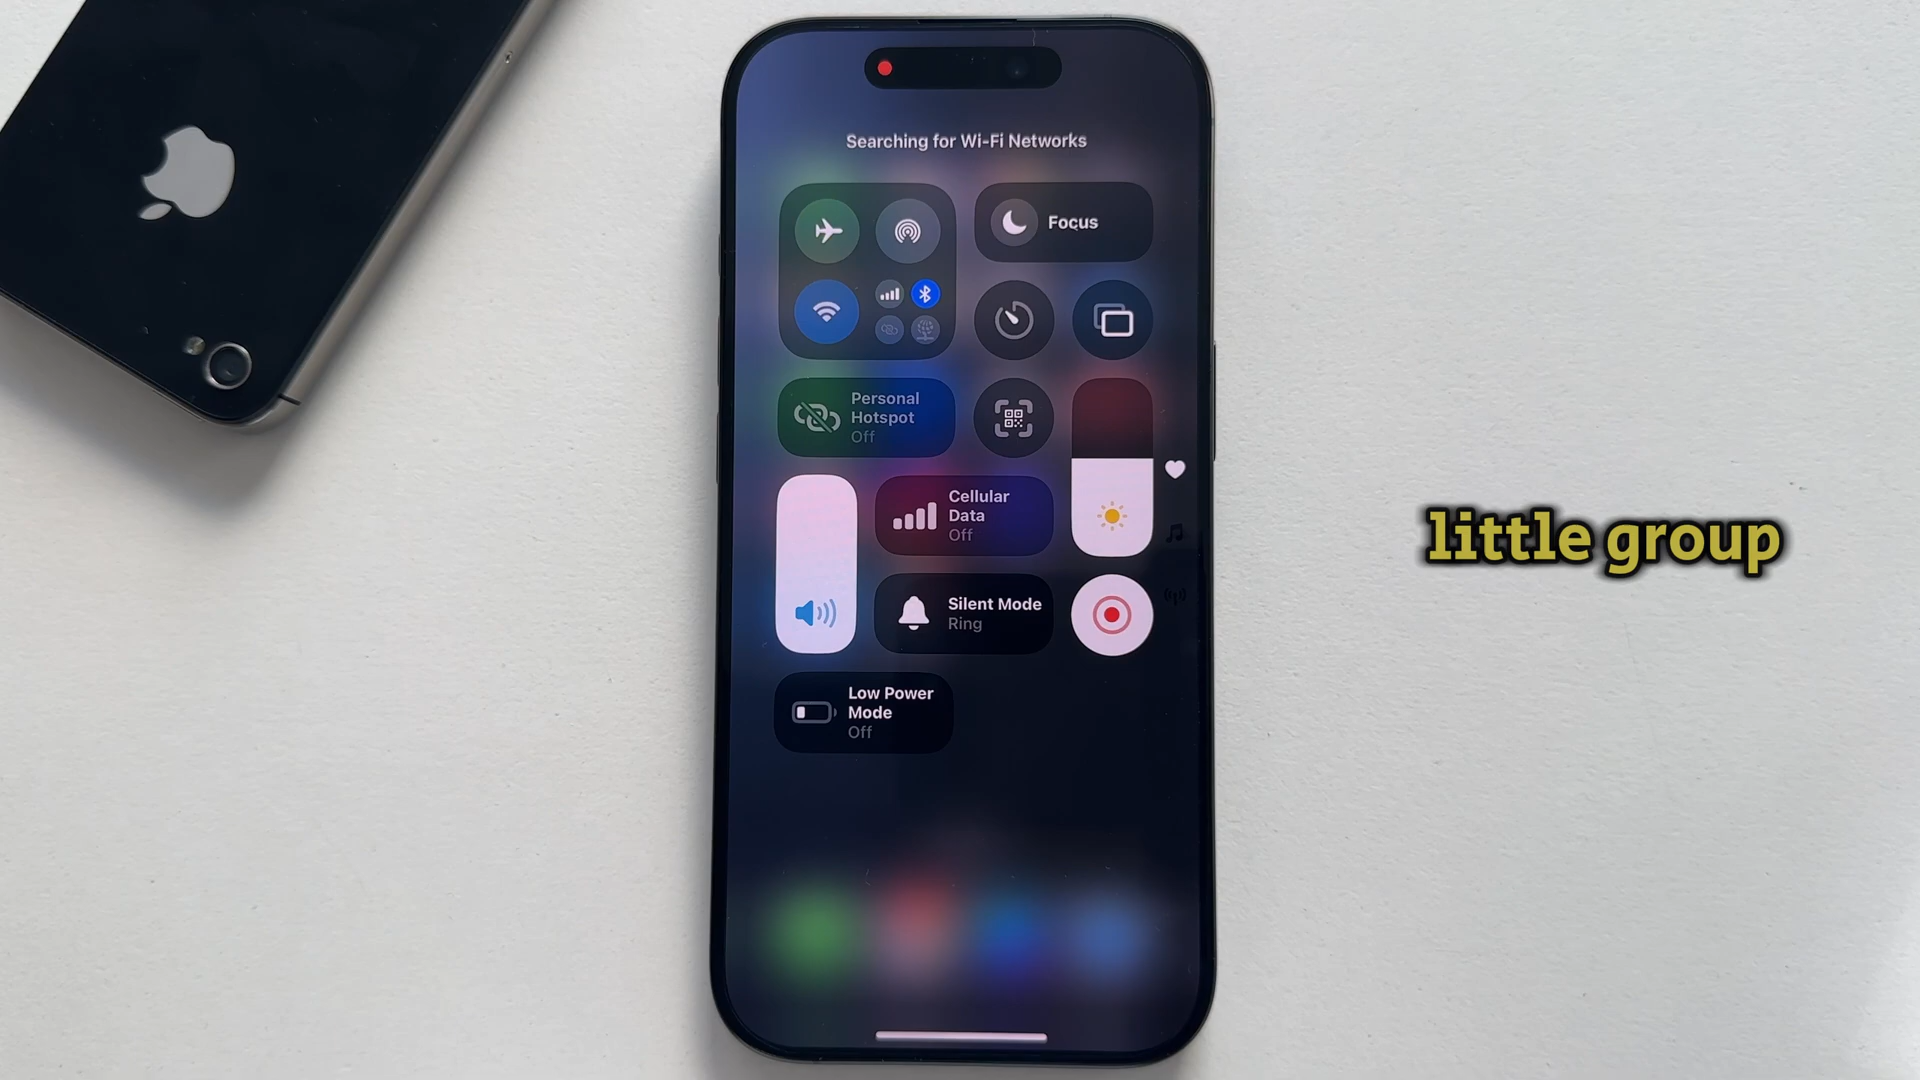 Searching for Wi-Fi Networks
Focus
Personal
Hotspot
Off
Cellular
Data
Off
little group
Silent Mode
Ring
Low Power
Mode
Off